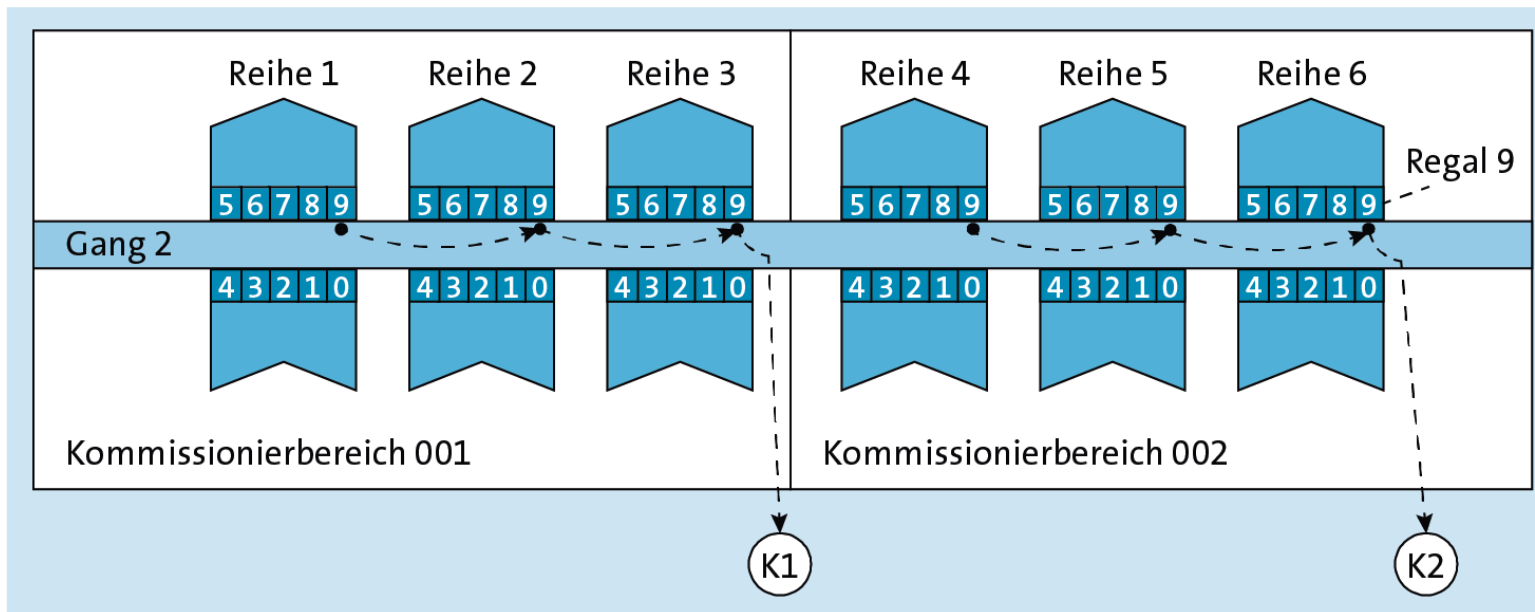 Reihe 1 Reihe 2 Reihe 3 Reihe 4 Reihe 5 Reihe 6
Regal 9
5 6 7 8 9 5 6 7 8 9 5 6 7 8 9 5 6 7 8 9 5 6 7 8 9 5 6 7 8 9
Gang 2
4 3 2 1 0 4 3 2 1 0 4 3 2 1 0 4 3 2 1 0 4 3 2 1 0 4 3 2 1 0
Kommissionierbereich 001 Kommissionierbereich 002
K1 K2